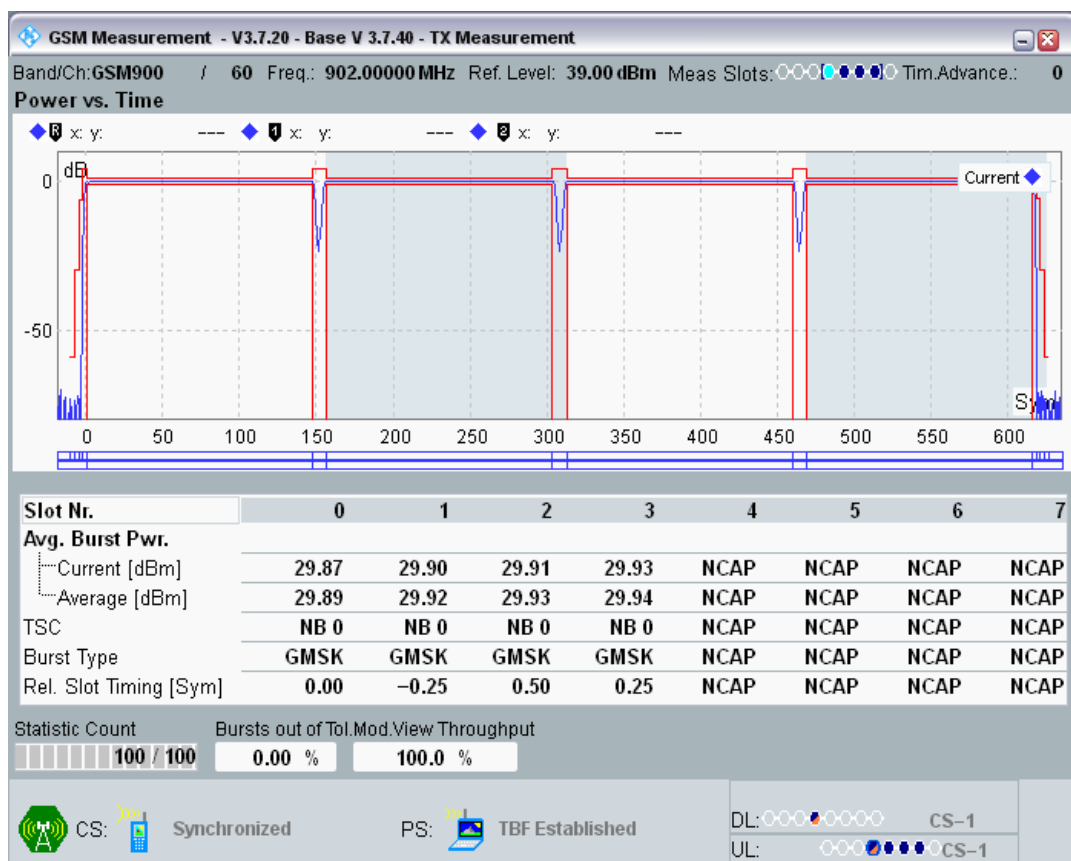 GSM Measurement - V3.7.20 - Base V 3.7.40 - TX Measurement
Band/Ch:GSM900 / 60 Freq.: 902.00000 MHz Ref. Level: 39.00 dBm Meas Slots: Tim.Advance.: 0
Power vs. Time
R x: y: --- 1 x: y: --- 2 x: y: ---
Current
0
-50
0 50 100 150 200 250 300 350 400 450 500 550 600
Slot Nr. 0 1 2 3 4 5 6 7
Avg. Burst Pwr.
Current [dBm] 29.87 29.90 29.91 29.93 NCAP NCAP NCAP NCAP
Average [dBm] 29.89 29.92 29.93 29.94 NCAP NCAP NCAP NCAP
TSC NB 0 NB 0 NB 0 NB 0 NCAP NCAP NCAP NCAP
Burst Type GMSK GMSK GMSK GMSK NCAP NCAP NCAP NCAP
Rel. Slot Timing [Sym] 0.00 −0.25 0.50 0.25 NCAP NCAP NCAP NCAP
Statistic Count Bursts out of Tol.Mod.View Throughput
100 / 100 0.00 % 100.0 %
CS: Synchronized PS: TBF Established
DL: CS−1
UL: CS−1